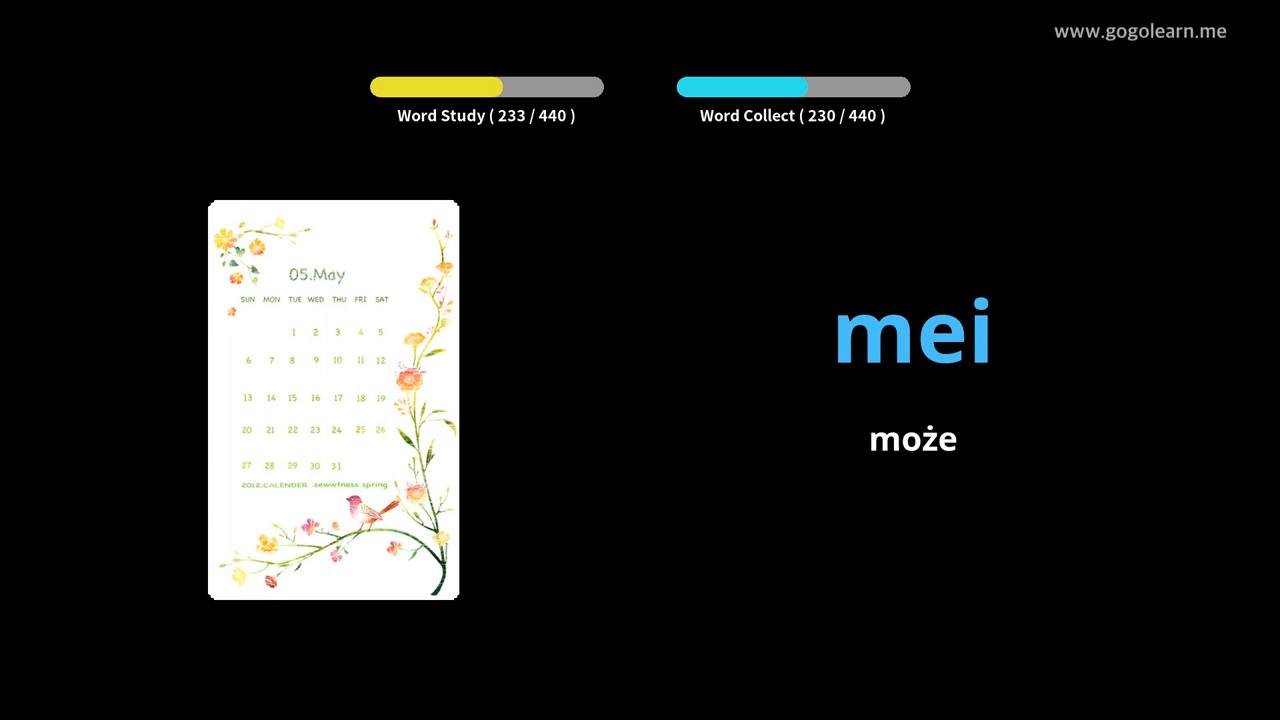 www.gogolearn.me
Word Study ( 233 / 440 )
Word Collect ( 230 / 440 )
05.May
SUN MON TUE WED THU FRI SAT
1 2 3 4 5
6 7 8 9 10 11 12
13 14 15 16 17 18 19
20 21 22 23 24 25 26
27 28 29 30 31
2012.CALENDER .sewwtness spring
mei
może